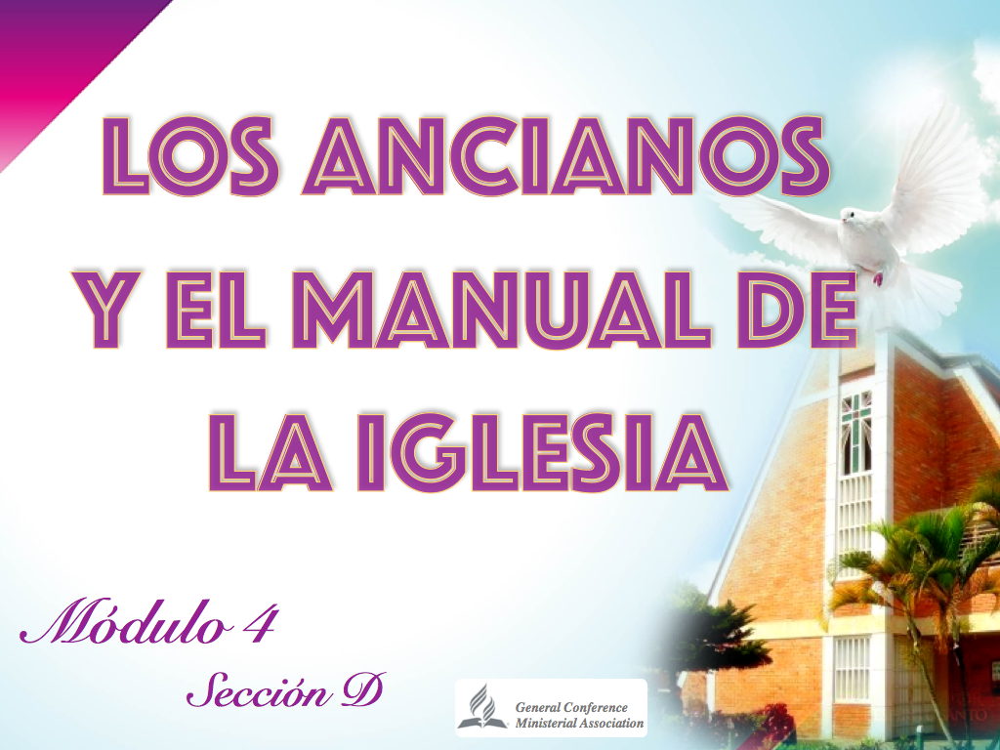 LOS ANCIANOS
Y EL MANUAL DE
LA IGLESIA
Módulo 4
Sección D
General Conference
Ministerial Association